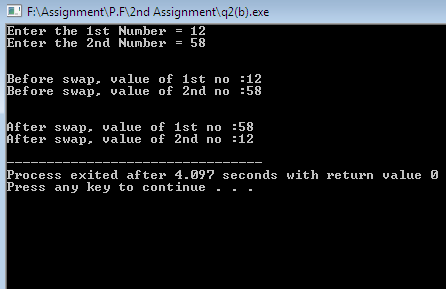 F:\Assignment\P.F\2nd Assignment\q2(b).exe
Enter the 1st Number = 12
Enter the 2nd Number = 58
Before swap, value of 1st no :12
Before swap, value of 2nd no :58
After swap, value of 1st no :58
After swap, value of 2nd no :12
--------------------------------
Process exited after 4.097 seconds with return value 0
Press any key to continue . . .